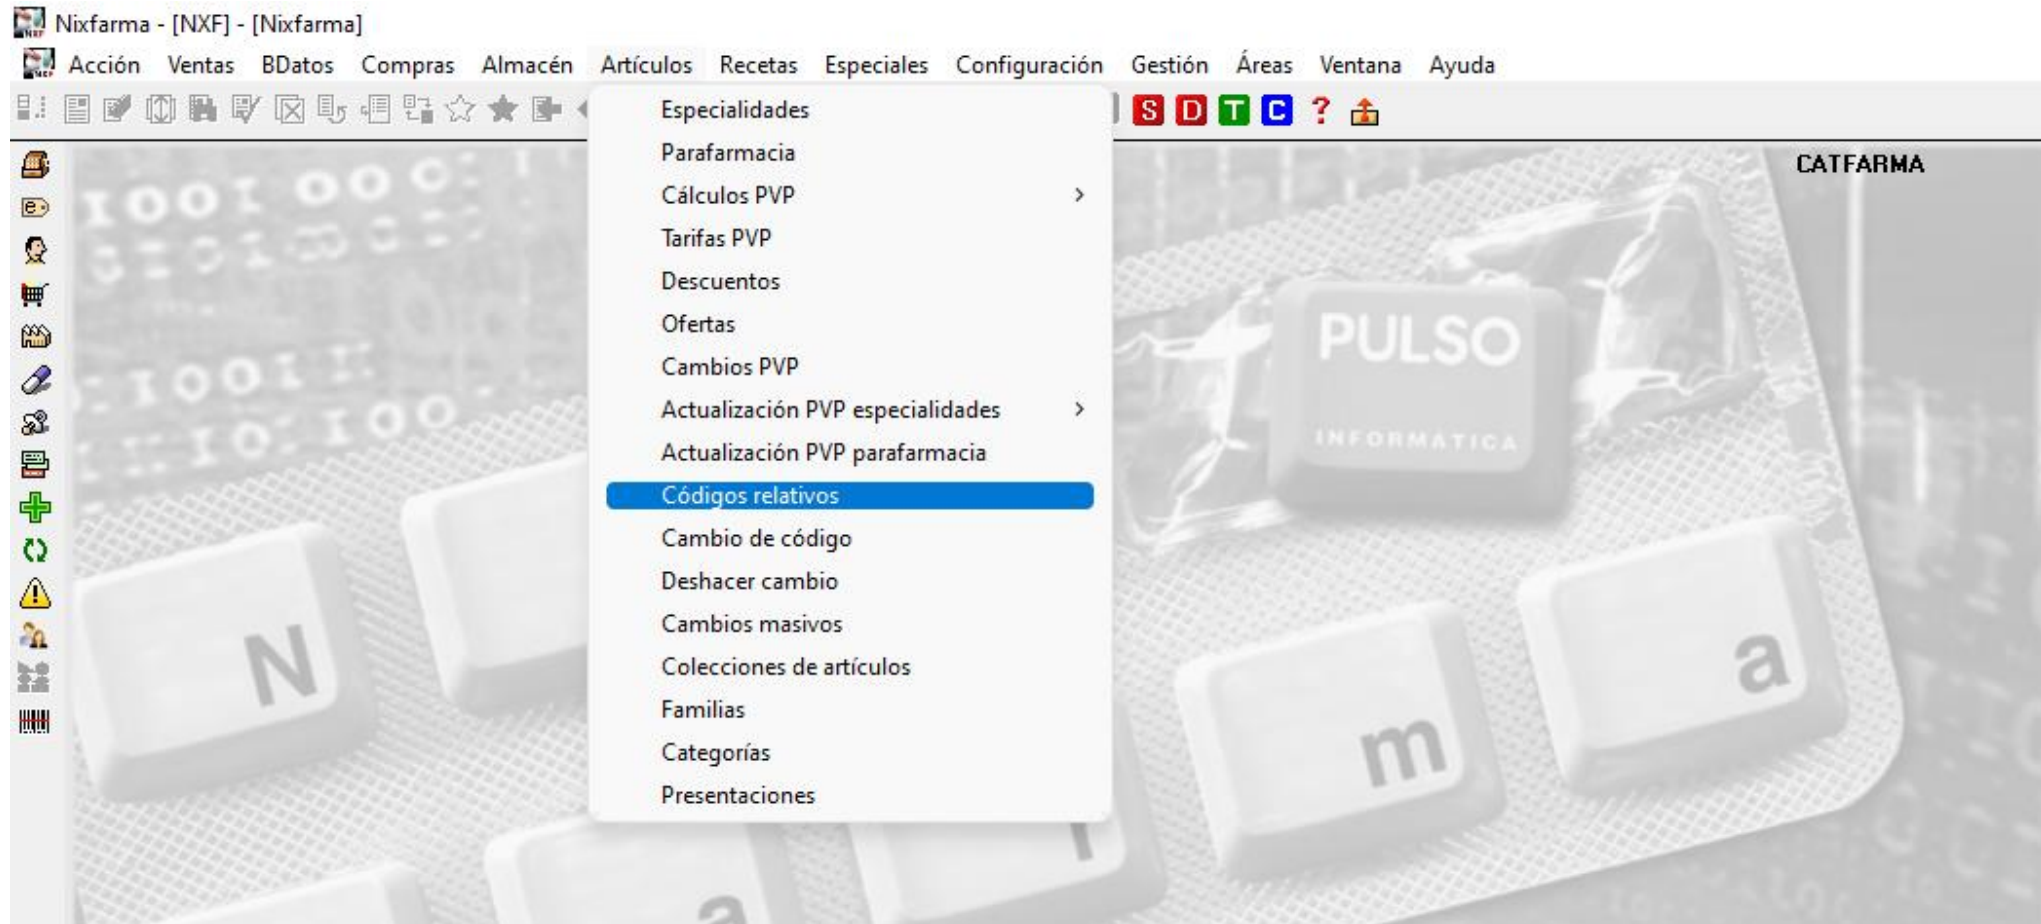 Nixfarma - [NXF] - [Nixfarma]
Acción Ventas BDatos Compras Almacén Artículos Recetas Especiales Configuración Gestión Áreas Ventana Ayuda
S D T C ?
Especialidades
Parafarmacia
Cálculos PVP >
Tarifas PVP
Descuentos
Ofertas
Cambios PVP
Actualización PVP especialidades >
Actualización PVP parafarmacia
Códigos relativos
Cambio de código
Deshacer cambio
Cambios masivos
Colecciones de artículos
Familias
Categorías
Presentaciones
CATFARMA
PULSO
INFORMATICA
N
m
a